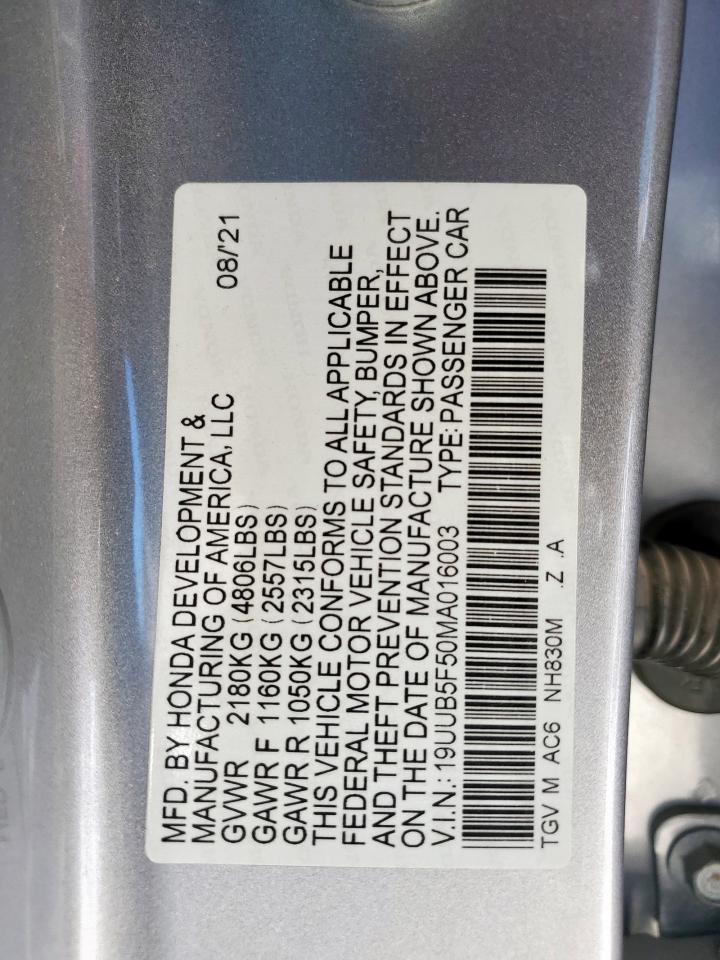 MFD. BY HONDA DEVELOPMENT &
MANUFACTURING OF AMERICA, LLC
GVWR 2180KG (4806LBS) 08/'21
GAWR F 1160KG (2557LBS)
GAWR R 1050KG (2315LBS)
THIS VEHICLE CONFORMS TO ALL APPLICABLE
FEDERAL MOTOR VEHICLE SAFETY, BUMPER,
AND THEFT PREVENTION STANDARDS IN EFFECT
ON THE DATE OF MANUFACTURE SHOWN ABOVE.
V.I.N.: 19UUB5F50MA016003 TYPE: PASSENGER CAR
TGV M AC6 NH830M .Z .A